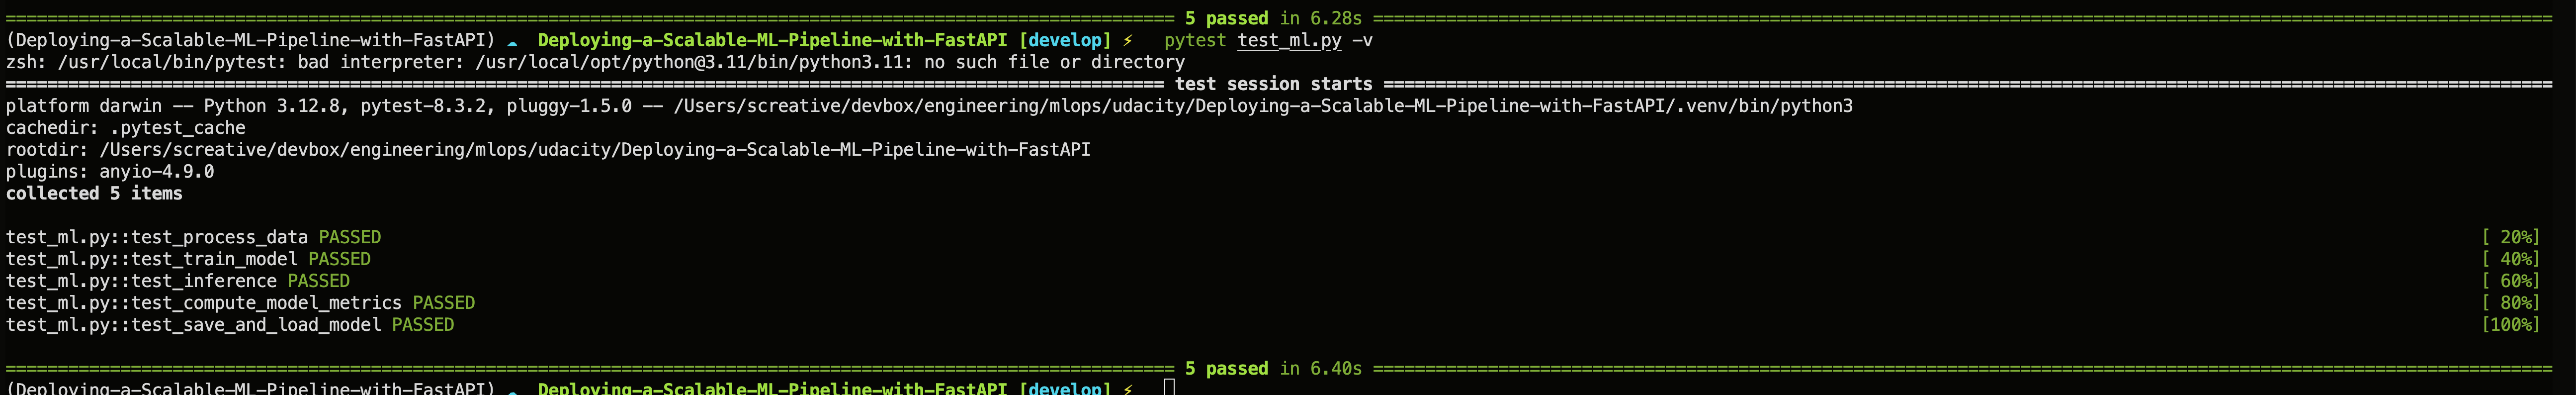 ============ 5 passed in 6.28s ============
(Deploying-a-Scalable-ML-Pipeline-with-FastAPI) ☁  Deploying-a-Scalable-ML-Pipeline-with-FastAPI [develop] ⚡  pytest test_ml.py -v
zsh: /usr/local/bin/pytest: bad interpreter: /usr/local/opt/python@3.11/bin/python3.11: no such file or directory
============ test session starts ============
platform darwin -- Python 3.12.8, pytest-8.3.2, pluggy-1.5.0 -- /Users/screative/devbox/engineering/mlops/udacity/Deploying-a-Scalable-ML-Pipeline-with-FastAPI/.venv/bin/python3
cachedir: .pytest_cache
rootdir: /Users/screative/devbox/engineering/mlops/udacity/Deploying-a-Scalable-ML-Pipeline-with-FastAPI
plugins: anyio-4.9.0
collected 5 items
test_ml.py::test_process_data PASSED [ 20%]
test_ml.py::test_train_model PASSED [ 40%]
test_ml.py::test_inference PASSED [ 60%]
test_ml.py::test_compute_model_metrics PASSED [ 80%]
test_ml.py::test_save_and_load_model PASSED [100%]
============ 5 passed in 6.40s ============
(Deploying-a-Scalable-ML-Pipeline-with-FastAPI) ☁  Deploying-a-Scalable-ML-Pipeline-with-FastAPI [develop] ⚡